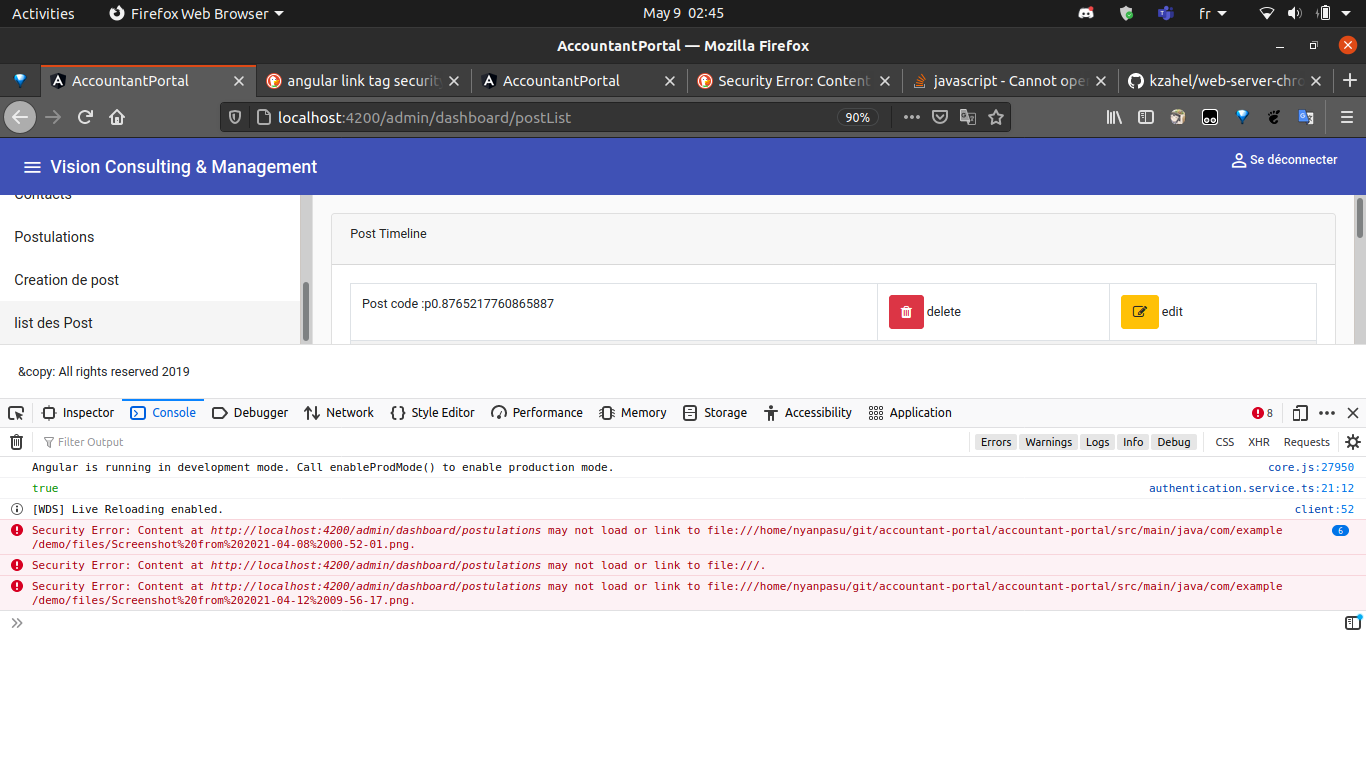 Activities Firefox Web Browser May 9 02:45 fr
AccountantPortal — Mozilla Firefox
AccountantPortal angular link tag security AccountantPortal Security Error: Content javascript - Cannot ope kzahel/web-server-chro
localhost:4200/admin/dashboard/postList 90%
Vision Consulting & Management Se déconnecter
Contacts
Postulations
Creation de post
list des Post
Post Timeline
Post code :p0.8765217760865887 delete edit
&copy: All rights reserved 2019
Inspector Console Debugger Network Style Editor Performance Memory Storage Accessibility Application 8
Filter Output Errors Warnings Logs Info Debug CSS XHR Requests
Angular is running in development mode. Call enableProdMode() to enable production mode. core.js:27950
true authentication.service.ts:21:12
[WDS] Live Reloading enabled. client:52
Security Error: Content at http://localhost:4200/admin/dashboard/postulations may not load or link to file:///home/nyanpasu/git/accountant-portal/accountant-portal/src/main/java/com/example 6
/demo/files/Screenshot%20from%202021-04-08%2000-52-01.png.
Security Error: Content at http://localhost:4200/admin/dashboard/postulations may not load or link to file:///.
Security Error: Content at http://localhost:4200/admin/dashboard/postulations may not load or link to file:///home/nyanpasu/git/accountant-portal/accountant-portal/src/main/java/com/example
/demo/files/Screenshot%20from%202021-04-12%2009-56-17.png.